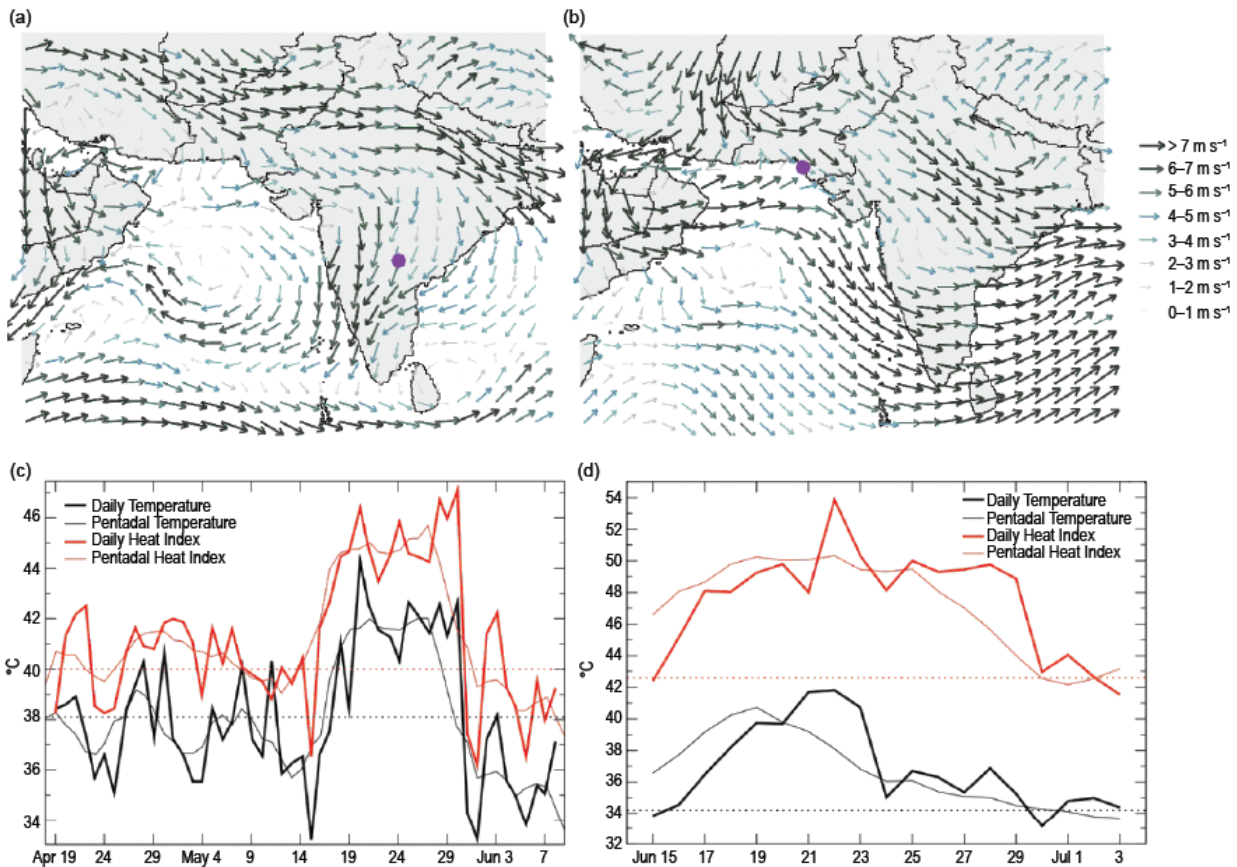 (a)
(b)
> 7 m s⁻¹
6–7 m s⁻¹
5–6 m s⁻¹
4–5 m s⁻¹
3–4 m s⁻¹
2–3 m s⁻¹
1–2 m s⁻¹
0–1 m s⁻¹
(c)
Daily Temperature
Pentadal Temperature
Daily Heat Index
Pentadal Heat Index
46
44
42
40
38
36
34
°C
Apr 19 24 29 May 4 9 14 19 24 29 Jun 3 7
(d)
Daily Temperature
Pentadal Temperature
Daily Heat Index
Pentadal Heat Index
54
52
50
48
46
44
42
40
38
36
34
32
°C
Jun 15 17 19 21 23 25 27 29 Jul 1 3